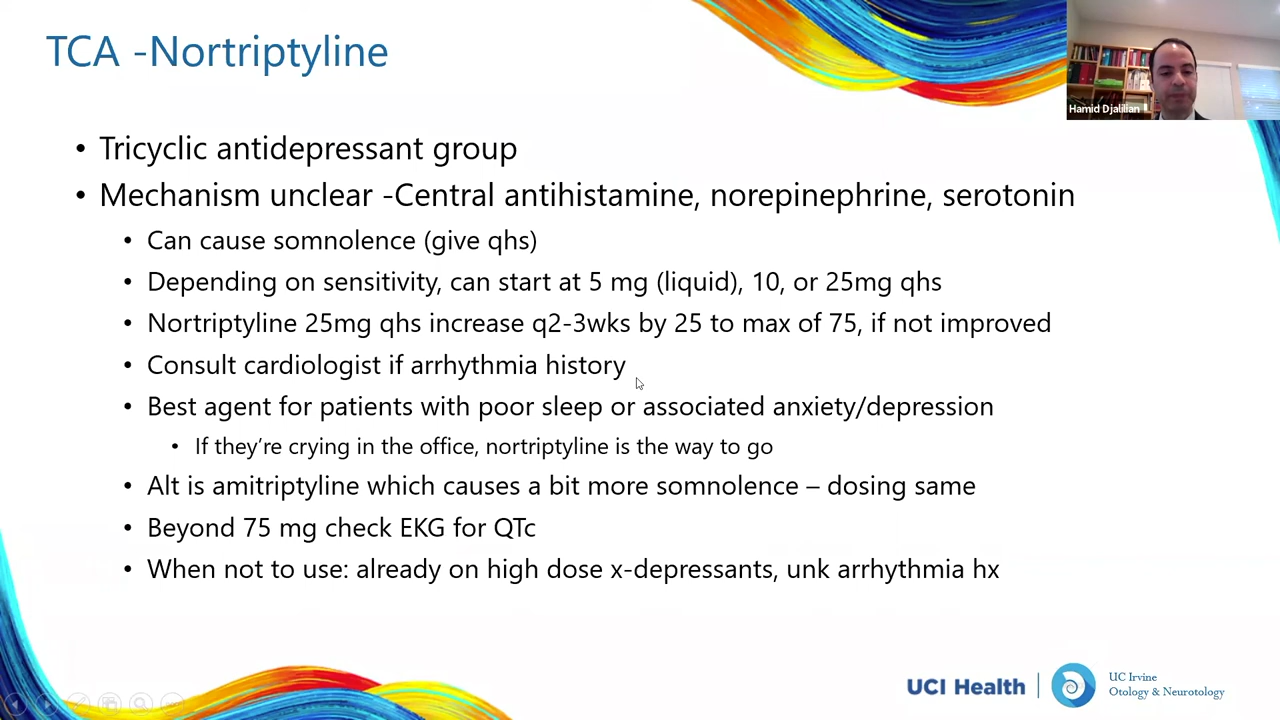 TCA -Nortriptyline
Hamid Djalilian
• Tricyclic antidepressant group
• Mechanism unclear -Central antihistamine, norepinephrine, serotonin
• Can cause somnolence (give qhs)
• Depending on sensitivity, can start at 5 mg (liquid), 10, or 25mg qhs
• Nortriptyline 25mg qhs increase q2-3wks by 25 to max of 75, if not improved
• Consult cardiologist if arrhythmia history
• Best agent for patients with poor sleep or associated anxiety/depression
• If they're crying in the office, nortriptyline is the way to go
• Alt is amitriptyline which causes a bit more somnolence – dosing same
• Beyond 75 mg check EKG for QTc
• When not to use: already on high dose x-depressants, unk arrhythmia hx
UCI Health
UC Irvine
Otology & Neurotology